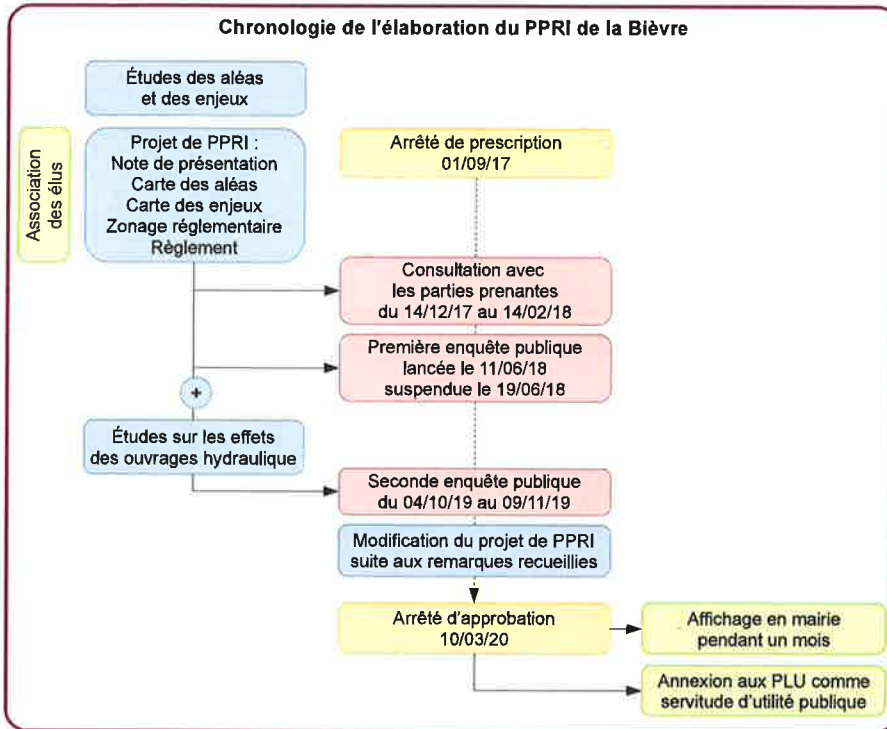 Chronologie de l'élaboration du PPRI de la Bièvre
Études des aléas
et des enjeux
Association
des élus
Projet de PPRI :
Note de présentation
Carte des aléas
Carte des enjeux
Zonage réglementaire
Règlement
Arrêté de prescription
01/09/17
Consultation avec
les parties prenantes
du 14/12/17 au 14/02/18
Première enquête publique
lancée le 11/06/18
suspendue le 19/06/18
+
Études sur les effets
des ouvrages hydraulique
Seconde enquête publique
du 04/10/19 au 09/11/19
Modification du projet de PPRI
suite aux remarques recueillies
Arrêté d'approbation
10/03/20
Affichage en mairie
pendant un mois
Annexion aux PLU comme
servitude d'utilité publique